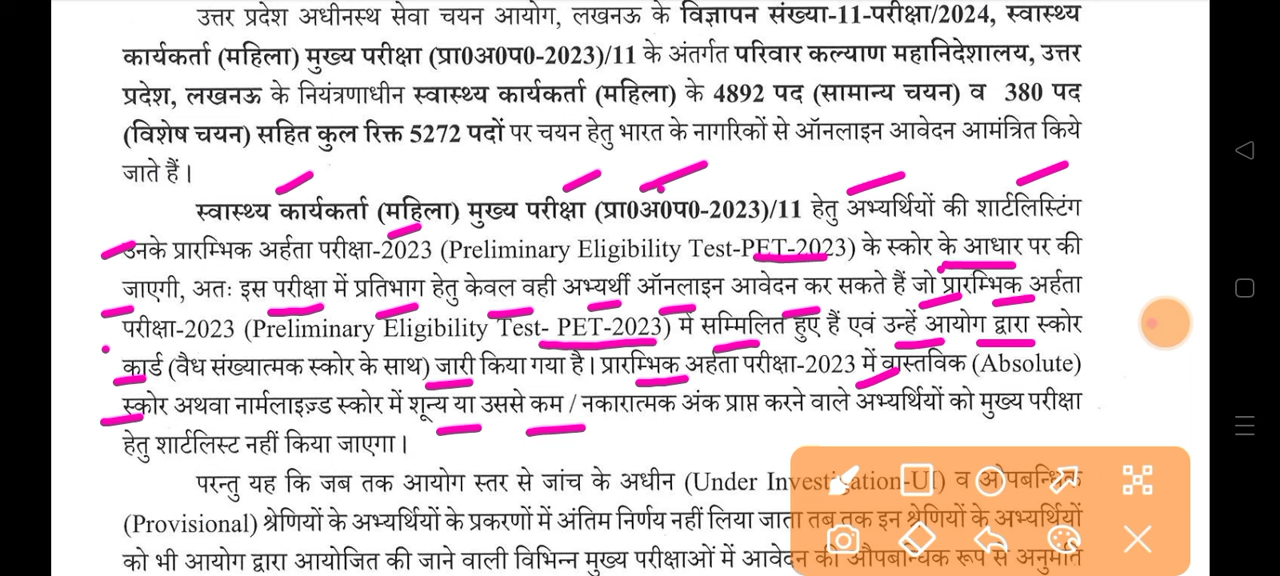 उत्तर प्रदेश अधीनस्थ सेवा चयन आयोग, लखनऊ के विज्ञापन संख्या-11-परीक्षा/2024, स्वास्थ्य
कार्यकर्ता (महिला) मुख्य परीक्षा (प्रा0अ0प0-2023)/11 के अंतर्गत परिवार कल्याण महानिदेशालय, उत्तर
प्रदेश, लखनऊ के नियंत्रणाधीन स्वास्थ्य कार्यकर्ता (महिला) के 4892 पद (सामान्य चयन) व 380 पद
(विशेष चयन) सहित कुल रिक्त 5272 पदों पर चयन हेतु भारत के नागरिकों से ऑनलाइन आवेदन आमंत्रित किये
जाते हैं।
स्वास्थ्य कार्यकर्ता (महिला) मुख्य परीक्षा (प्रा0अ0प0-2023)/11 हेतु अभ्यर्थियों की शार्टलिस्टिंग
उनके प्रारम्भिक अर्हता परीक्षा-2023 (Preliminary Eligibility Test-PET-2023) के स्कोर के आधार पर की
जाएगी, अतः इस परीक्षा में प्रतिभाग हेतु केवल वही अभ्यर्थी ऑनलाइन आवेदन कर सकते हैं जो प्रारम्भिक अर्हता
परीक्षा-2023 (Preliminary Eligibility Test- PET-2023) में सम्मिलित हुए हैं एवं उन्हें आयोग द्वारा स्कोर
कार्ड (वैध संख्यात्मक स्कोर के साथ) जारी किया गया है। प्रारम्भिक अर्हता परीक्षा-2023 में वास्तविक (Absolute)
स्कोर अथवा नार्मलाइज्ड स्कोर में शून्य या उससे कम / नकारात्मक अंक प्राप्त करने वाले अभ्यर्थियों को मुख्य परीक्षा
हेतु शार्टलिस्ट नहीं किया जाएगा।
परन्तु यह कि जब तक आयोग स्तर से जांच के अधीन (Under Investigation-UI) व औपबन्धिक
(Provisional) श्रेणियों के अभ्यर्थियों के प्रकरणों में अंतिम निर्णय नहीं लिया जाता तब तक इन श्रेणियों के अभ्यर्थियों
को भी आयोग द्वारा आयोजित की जाने वाली विभिन्न मुख्य परीक्षाओं में आवेदन की औपबन्धिक रूप से अनुमति